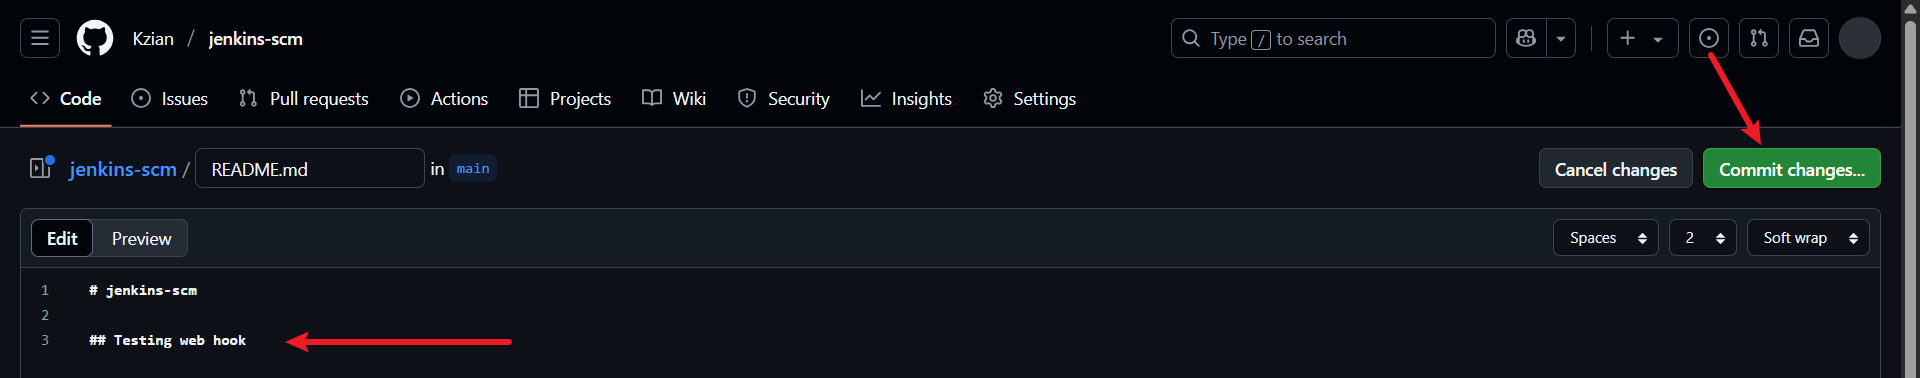 Kzian / jenkins-scm Type / to search
Code Issues Pull requests Actions Projects Wiki Security Insights Settings
jenkins-scm / README.md in main Cancel changes Commit changes...
Edit Preview Spaces 2 Soft wrap
1 # jenkins-scm
2
3 ## Testing web hook